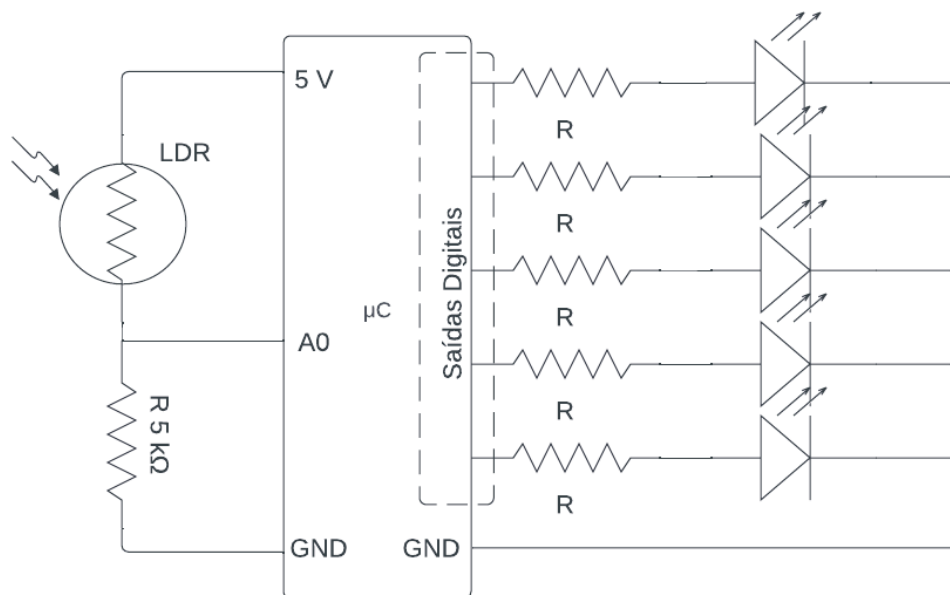 5 V
LDR
R
R
Saídas Digitais
R
µC
A0
R
R 5 kΩ
R
GND
GND